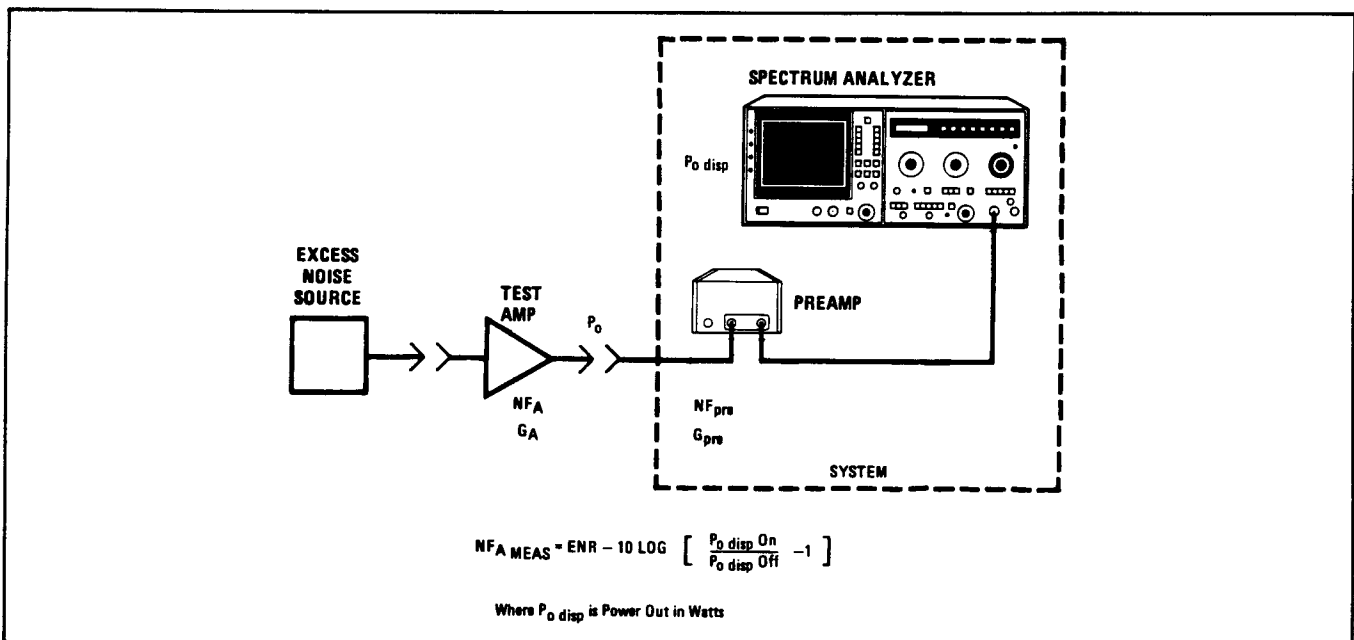 SPECTRUM ANALYZER
Po disp
EXCESS
NOISE
SOURCE
TEST
AMP
Po
PREAMP
NFA
GA
NFpre
Gpre
SYSTEM
NFA MEAS = ENR – 10 LOG [ Po disp On / Po disp Off –1 ]
Where Po disp is Power Out in Watts